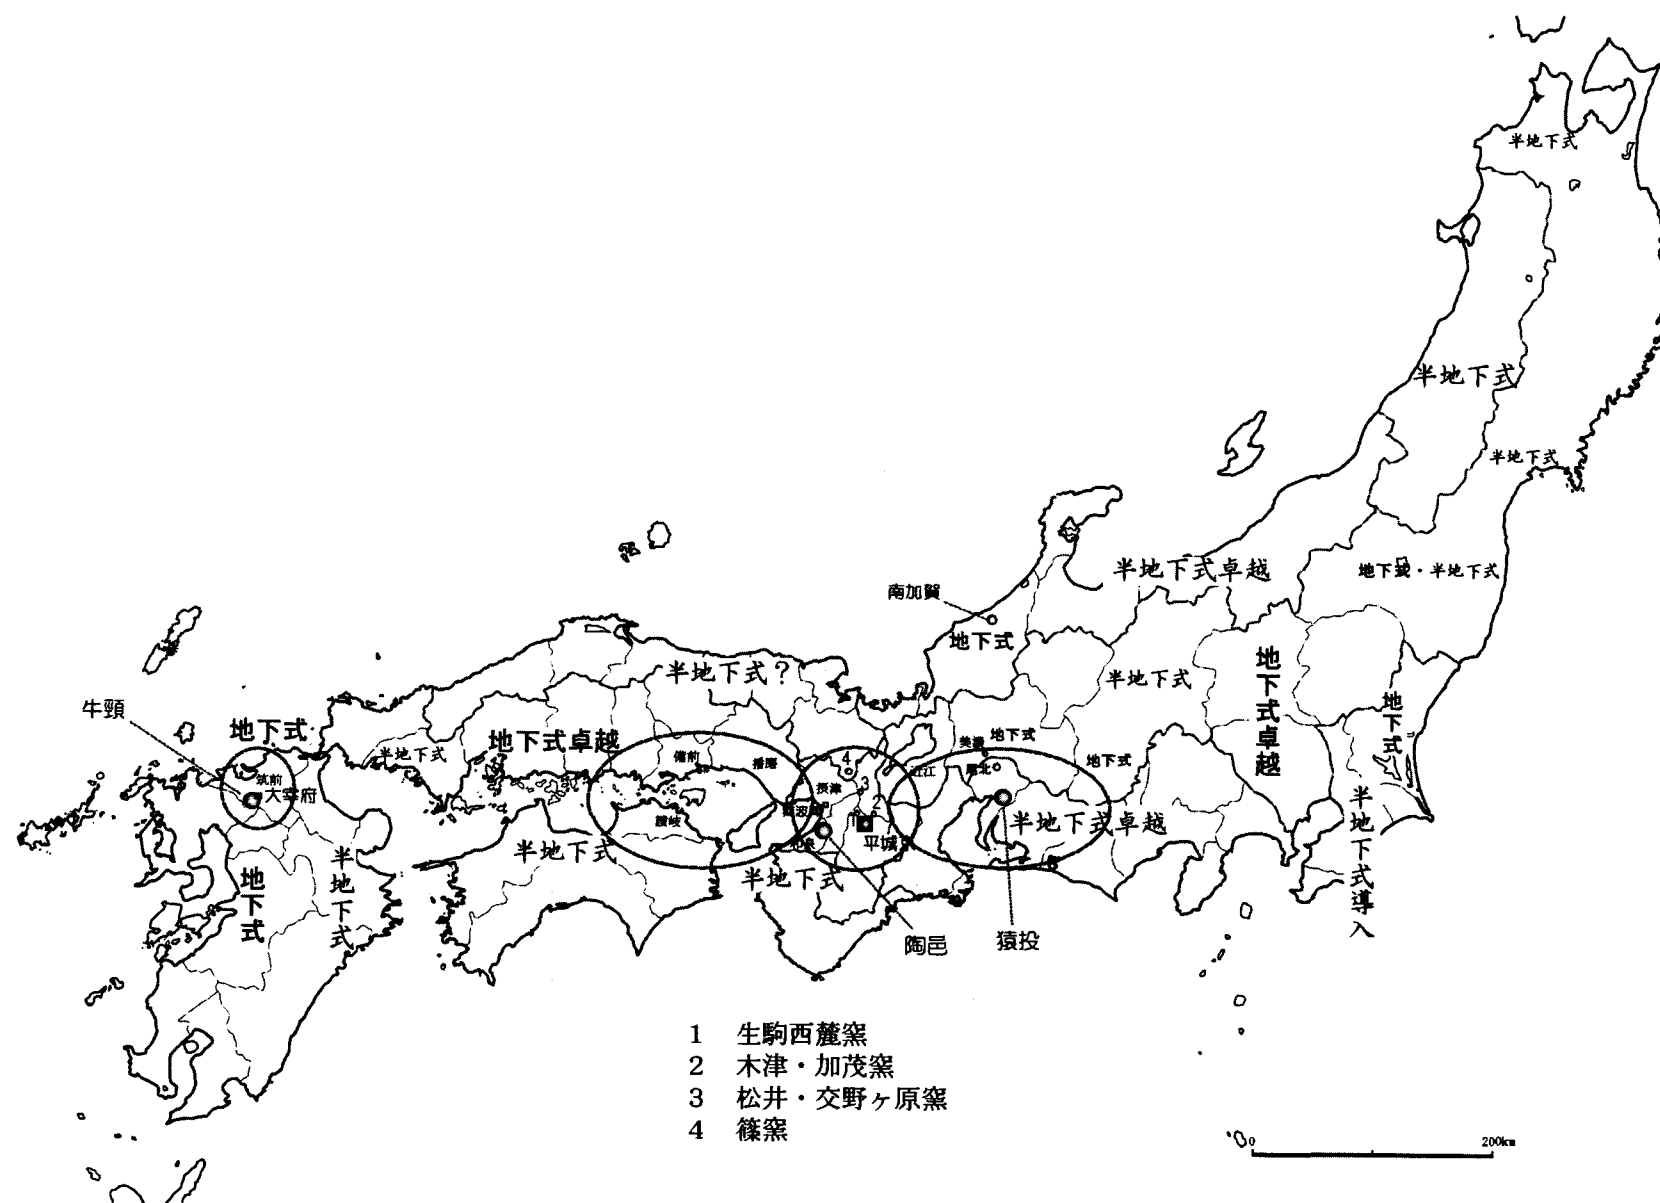 半地下式
半地下式
半地下式
半地下式卓越
地下式・半地下式
南加賀
地下式
半地下式?
半地下式
地下式卓越
地下式
牛頸
地下式
半地下式
地下式卓越
備前
播磨
美濃
地下式
地下式
近江
尾北
筑前
大宰府
讃岐
摂津
4
3
2
1
平城
半地下式卓越
半地下式導入
半地下式
半地下式
地下式
半地下式
陶邑
猿投
1 生駒西麓窯
2 木津・加茂窯
3 松井・交野ヶ原窯
4 篠窯
0 200km